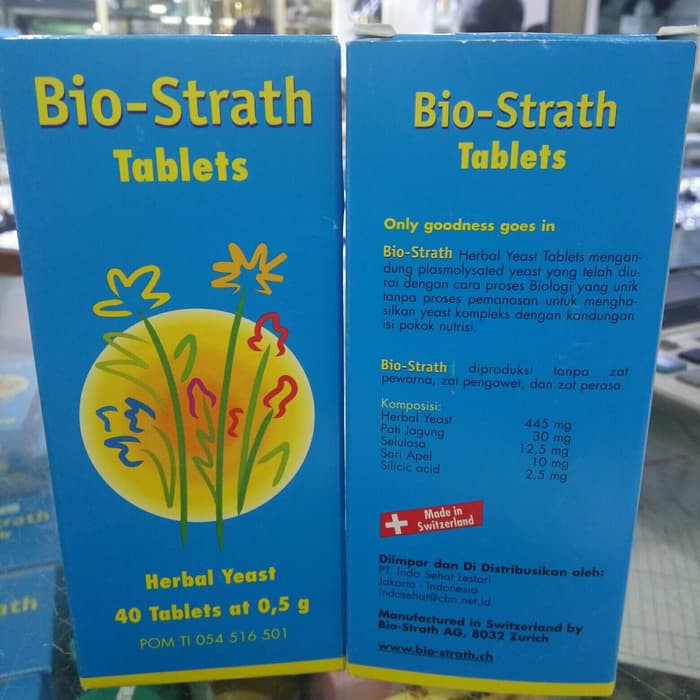 Bio-Strath
Tablets
Herbal Yeast
40 Tablets at 0,5 g
POM TI 054 516 501
Bio-Strath
Tablets
Only goodness goes in
Bio-Strath Herbal Yeast Tablets mengan-
dung plasmolysated yeast yang telah diu-
rai dengan cara proses Biologi yang unik
tanpa proses pemanasan untuk mengha-
silkan yeast kompleks dengan kandungan
isi pokok nutrisi.
Bio-Strath diproduksi tanpa zat
pewarna, zat pengawet, dan zat perasa.
Komposisi:
Herbal Yeast 445 mg
Pati Jagung 30 mg
Selulosa 12,5 mg
Sari Apel 10 mg
Silicic acid 2,5 mg
Made in
Switzerland
Diimpor dan Di Distribusikan oleh:
PT. Indo Sehat Lestari
Jakarta - Indonesia
indosehat@cbn.net.id
Manufactured in Switzerland by
Bio-Strath AG, 8032 Zurich
www.bio-strath.ch